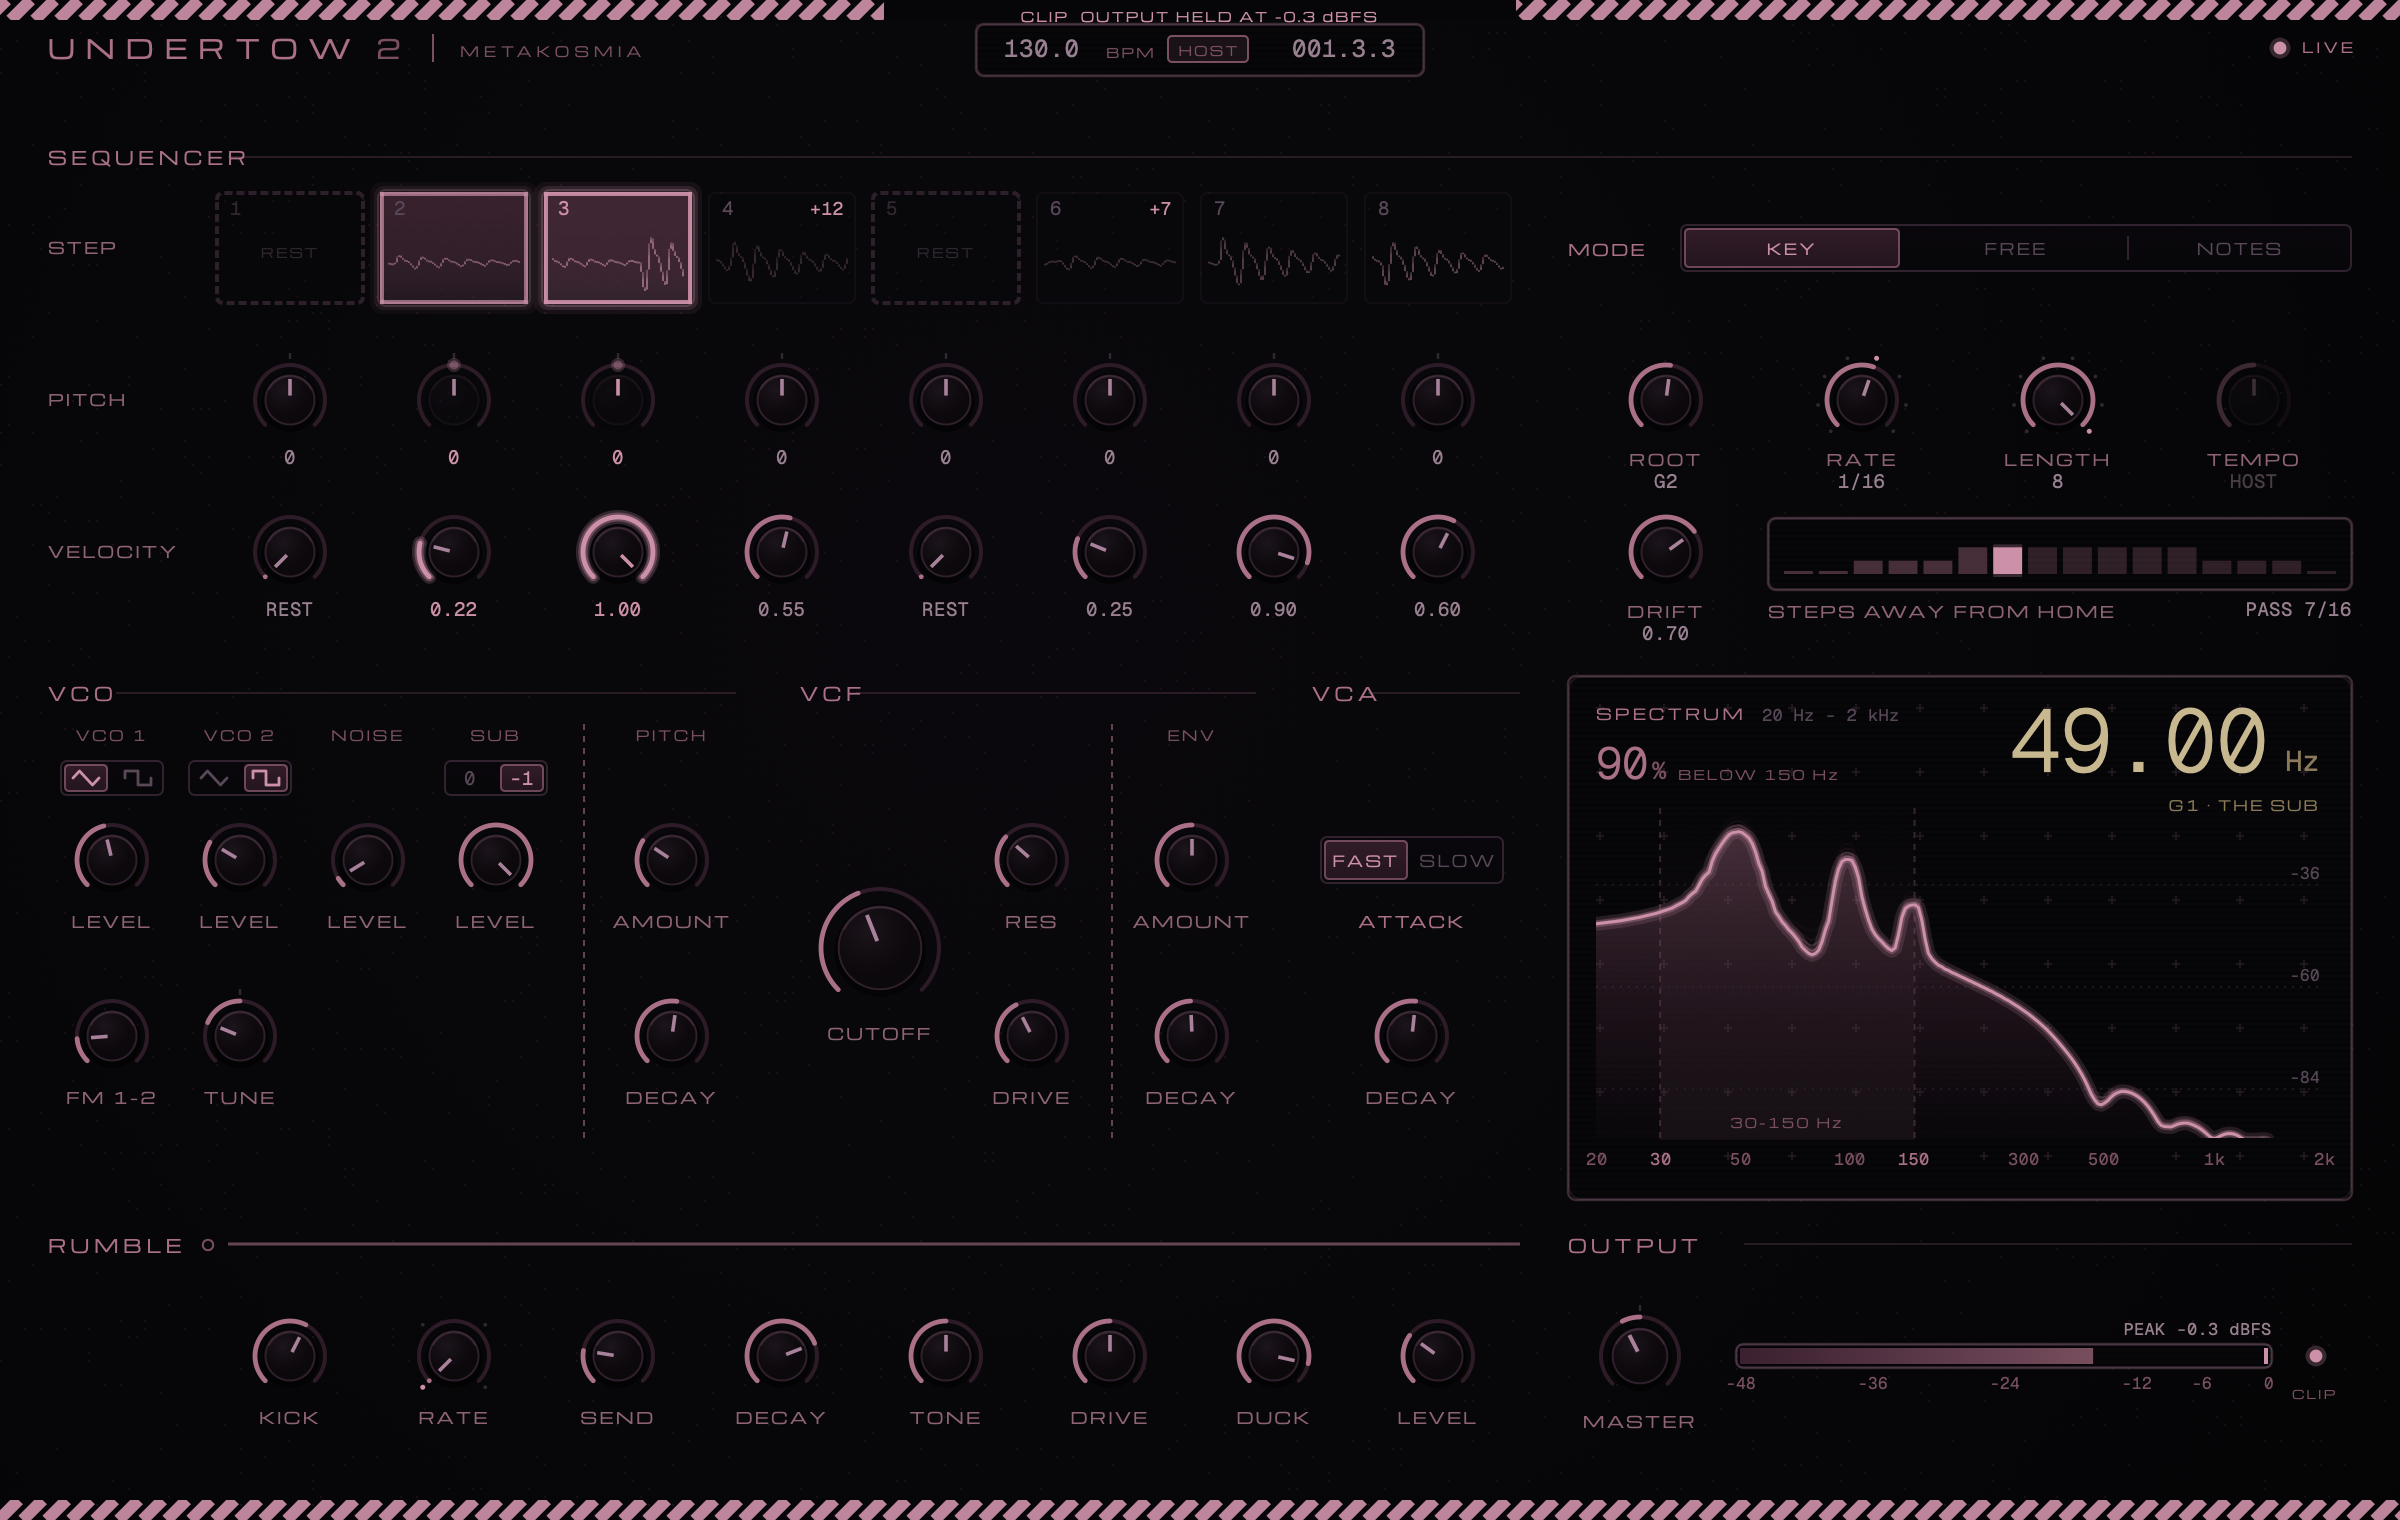 CLIP OUTPUT HELD AT -0.3 dBFS
UNDERTOW 2 METAKOSMIA
130.0 BPM HOST 001.3.3
LIVE
SEQUENCER
STEP
1 REST
2
3
4 +12
5 REST
6 +7
7
8
MODE KEY FREE NOTES
PITCH
0 0 0 0 0 0 0 0
ROOT RATE LENGTH TEMPO
G2 1/16 8 HOST
VELOCITY
REST 0.22 1.00 0.55 REST 0.25 0.90 0.60
DRIFT
0.70
STEPS AWAY FROM HOME PASS 7/16
VCO
VCO 1 VCO 2 NOISE SUB PITCH
0 -1
LEVEL LEVEL LEVEL LEVEL AMOUNT
FM 1-2 TUNE DECAY
VCF
ENV
RES AMOUNT
CUTOFF
DRIVE DECAY
VCA
FAST SLOW
ATTACK
DECAY
SPECTRUM 20 Hz - 2 kHz
49.00 Hz
90% BELOW 150 Hz
G1 · THE SUB
-36
-60
-84
30-150 Hz
20 30 50 100 150 300 500 1k 2k
RUMBLE
KICK RATE SEND DECAY TONE DRIVE DUCK LEVEL
OUTPUT
MASTER
PEAK -0.3 dBFS
-48 -36 -24 -12 -6 0
CLIP